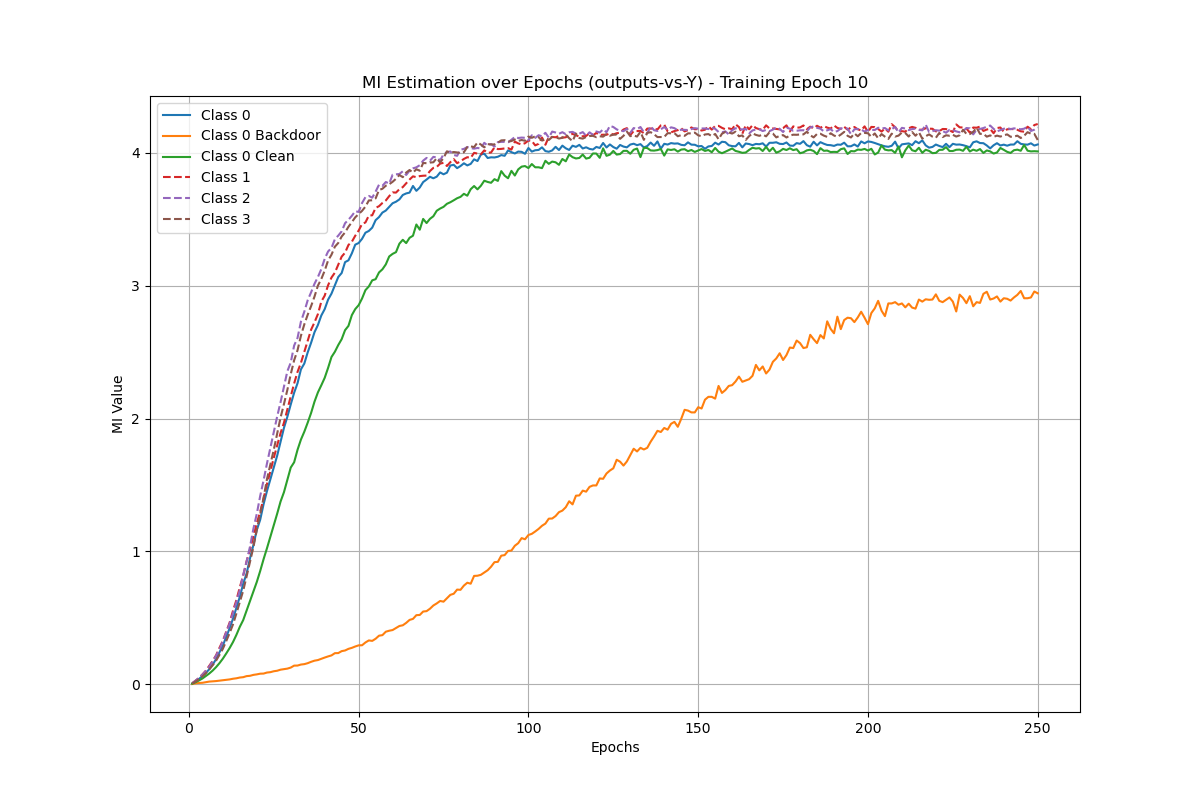 MI Estimation over Epochs (outputs-vs-Y) - Training Epoch 10
Class 0
Class 0 Backdoor
Class 0 Clean
Class 1
Class 2
Class 3
MI Value
4
3
2
1
0
0 50 100 150 200 250
Epochs